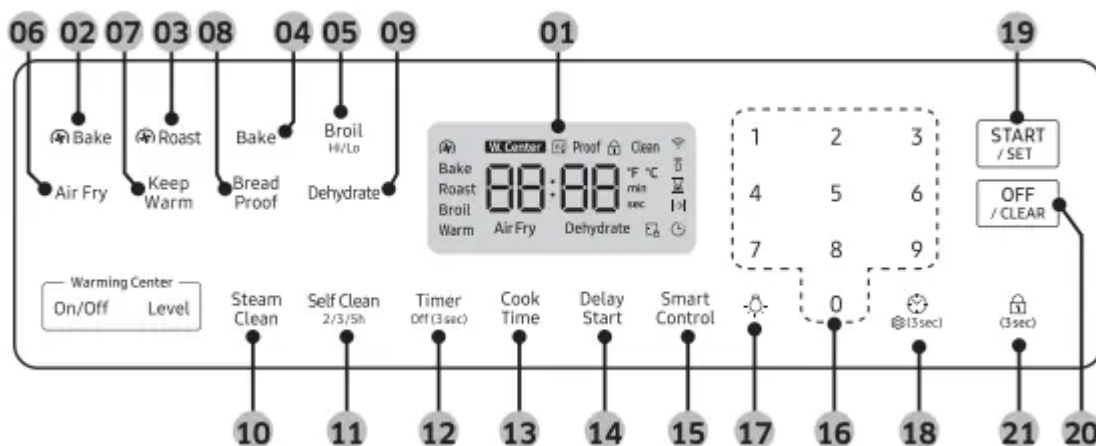 06 02 07 03 08 04 05 09 01 19
Bake Roast Bake Broil
Hi/Lo
Air Fry Keep
Warm Bread
Proof Dehydrate
W. Center Proof Clean
Bake 88:88 °F °C
Roast min
Broil sec
Warm Air Fry Dehydrate
1 2 3
4 5 6
7 8 9
0
START
/ SET
OFF
/ CLEAR
Warming Center
On/Off Level
Steam
Clean
Self Clean
2/3/5h
Timer
Off (3 sec)
Cook
Time
Delay
Start
Smart
Control
(3 sec)
(3 sec)
10 11 12 13 14 15 17 16 18 21 20